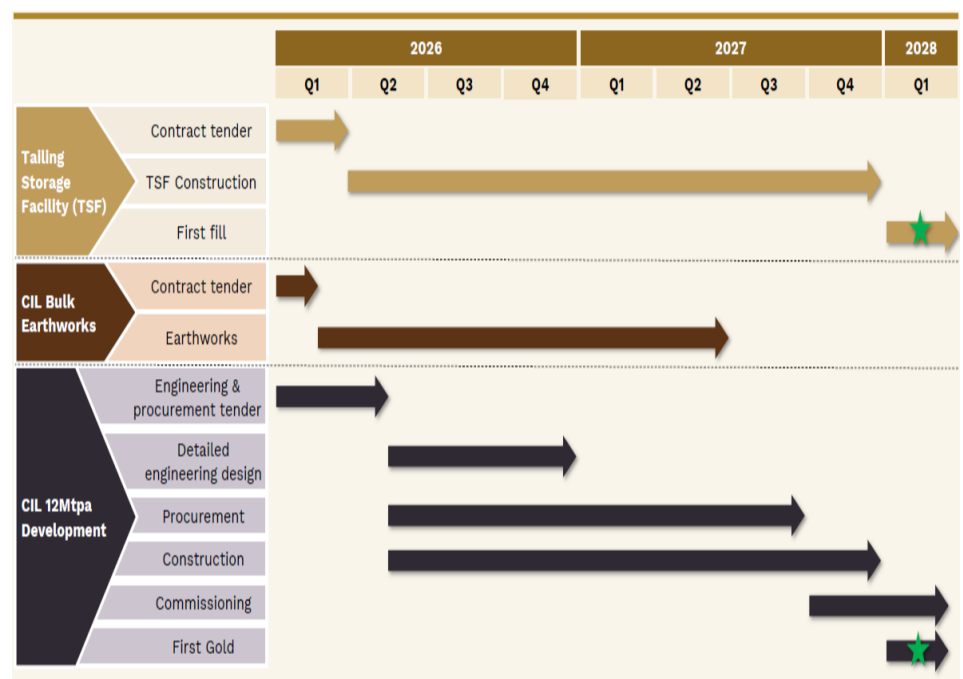 2026 2027 2028
Q1 Q2 Q3 Q4 Q1 Q2 Q3 Q4 Q1
Tailing
Storage
Facility (TSF)
Contract tender
TSF Construction
First fill
CIL Bulk
Earthworks
Contract tender
Earthworks
CIL 12Mtpa
Development
Engineering &
procurement tender
Detailed
engineering design
Procurement
Construction
Commissioning
First Gold